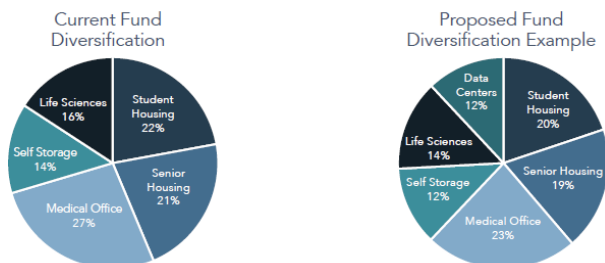 Current Fund
Diversification
Life Sciences
16%
Student
Housing
22%
Self Storage
14%
Senior
Housing
21%
Medical Office
27%
Proposed Fund
Diversification Example
Data
Centers
12%
Student
Housing
20%
Life Sciences
14%
Senior Housing
19%
Self Storage
12%
Medical Office
23%